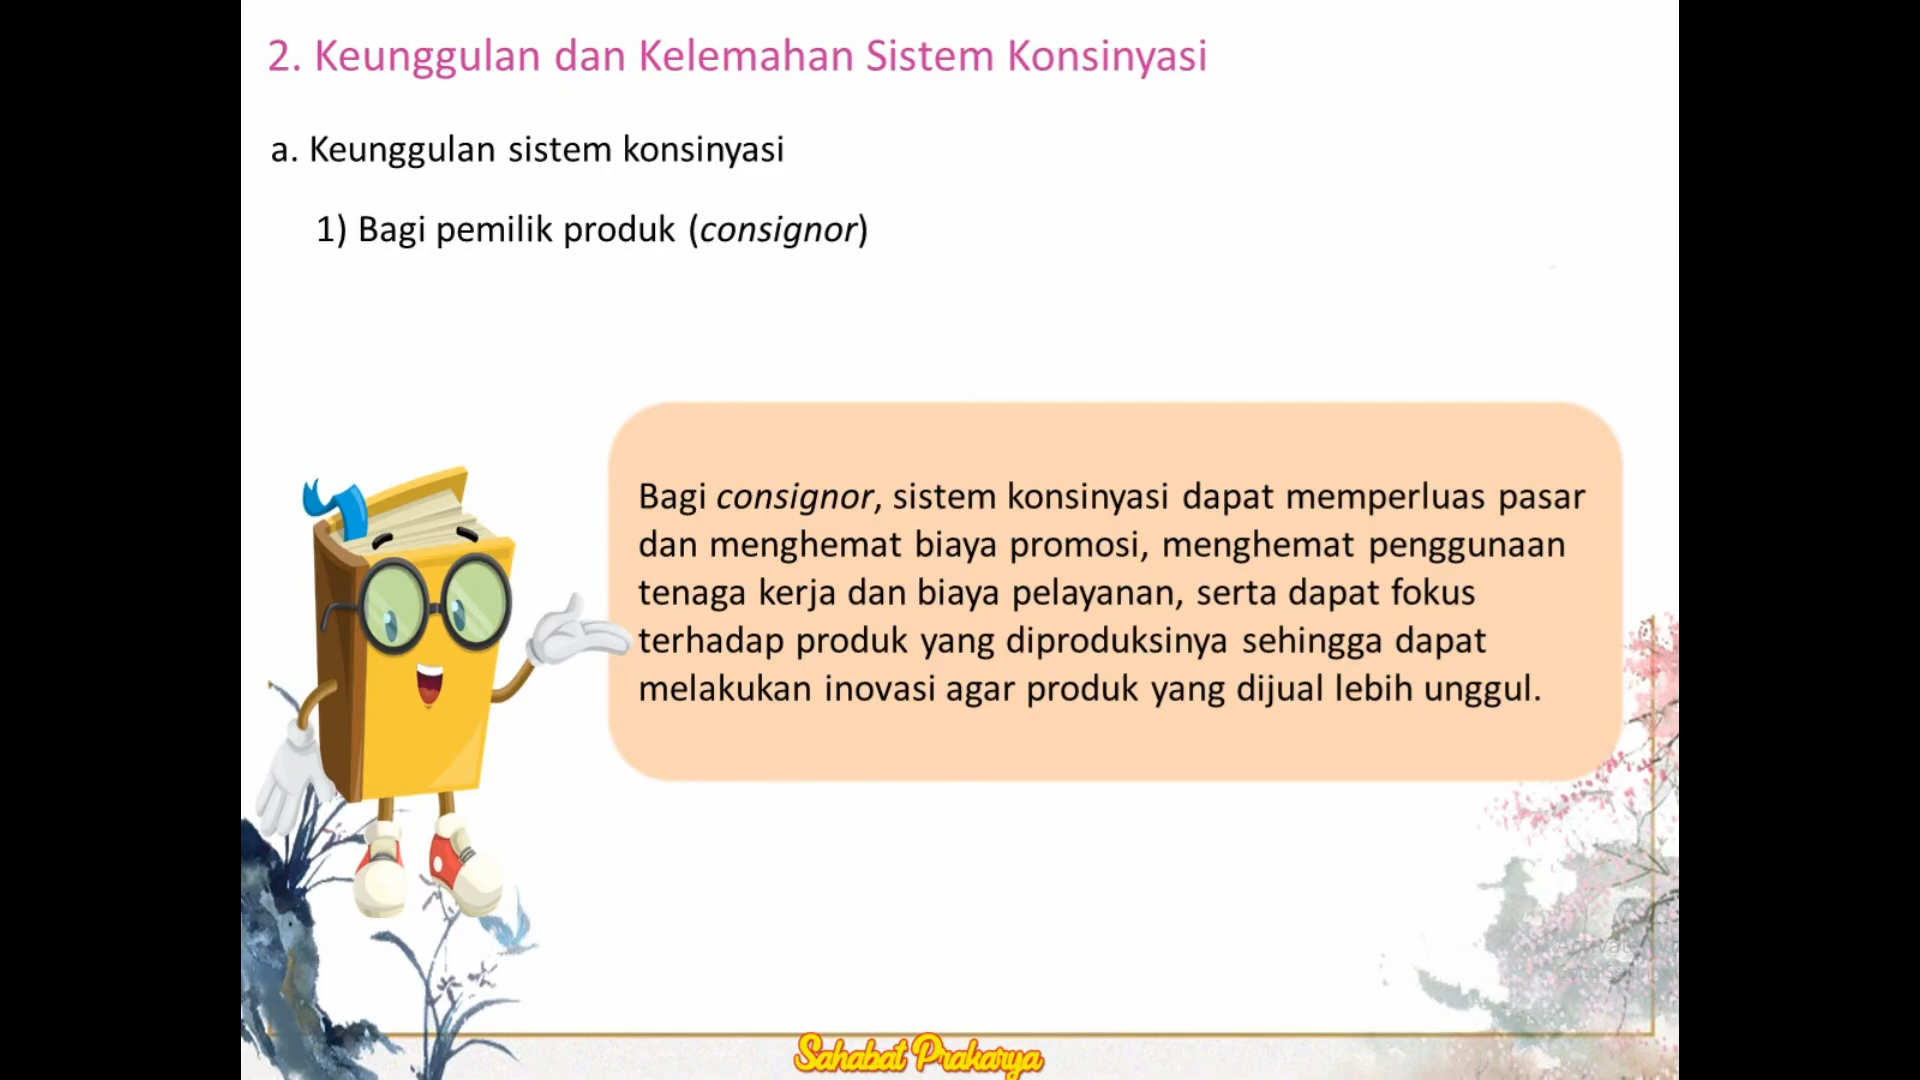 2. Keunggulan dan Kelemahan Sistem Konsinyasi
a. Keunggulan sistem konsinyasi
1) Bagi pemilik produk (consignor)
Bagi consignor, sistem konsinyasi dapat memperluas pasar
dan menghemat biaya promosi, menghemat penggunaan
tenaga kerja dan biaya pelayanan, serta dapat fokus
terhadap produk yang diproduksinya sehingga dapat
melakukan inovasi agar produk yang dijual lebih unggul.
Sahabat Prakarya